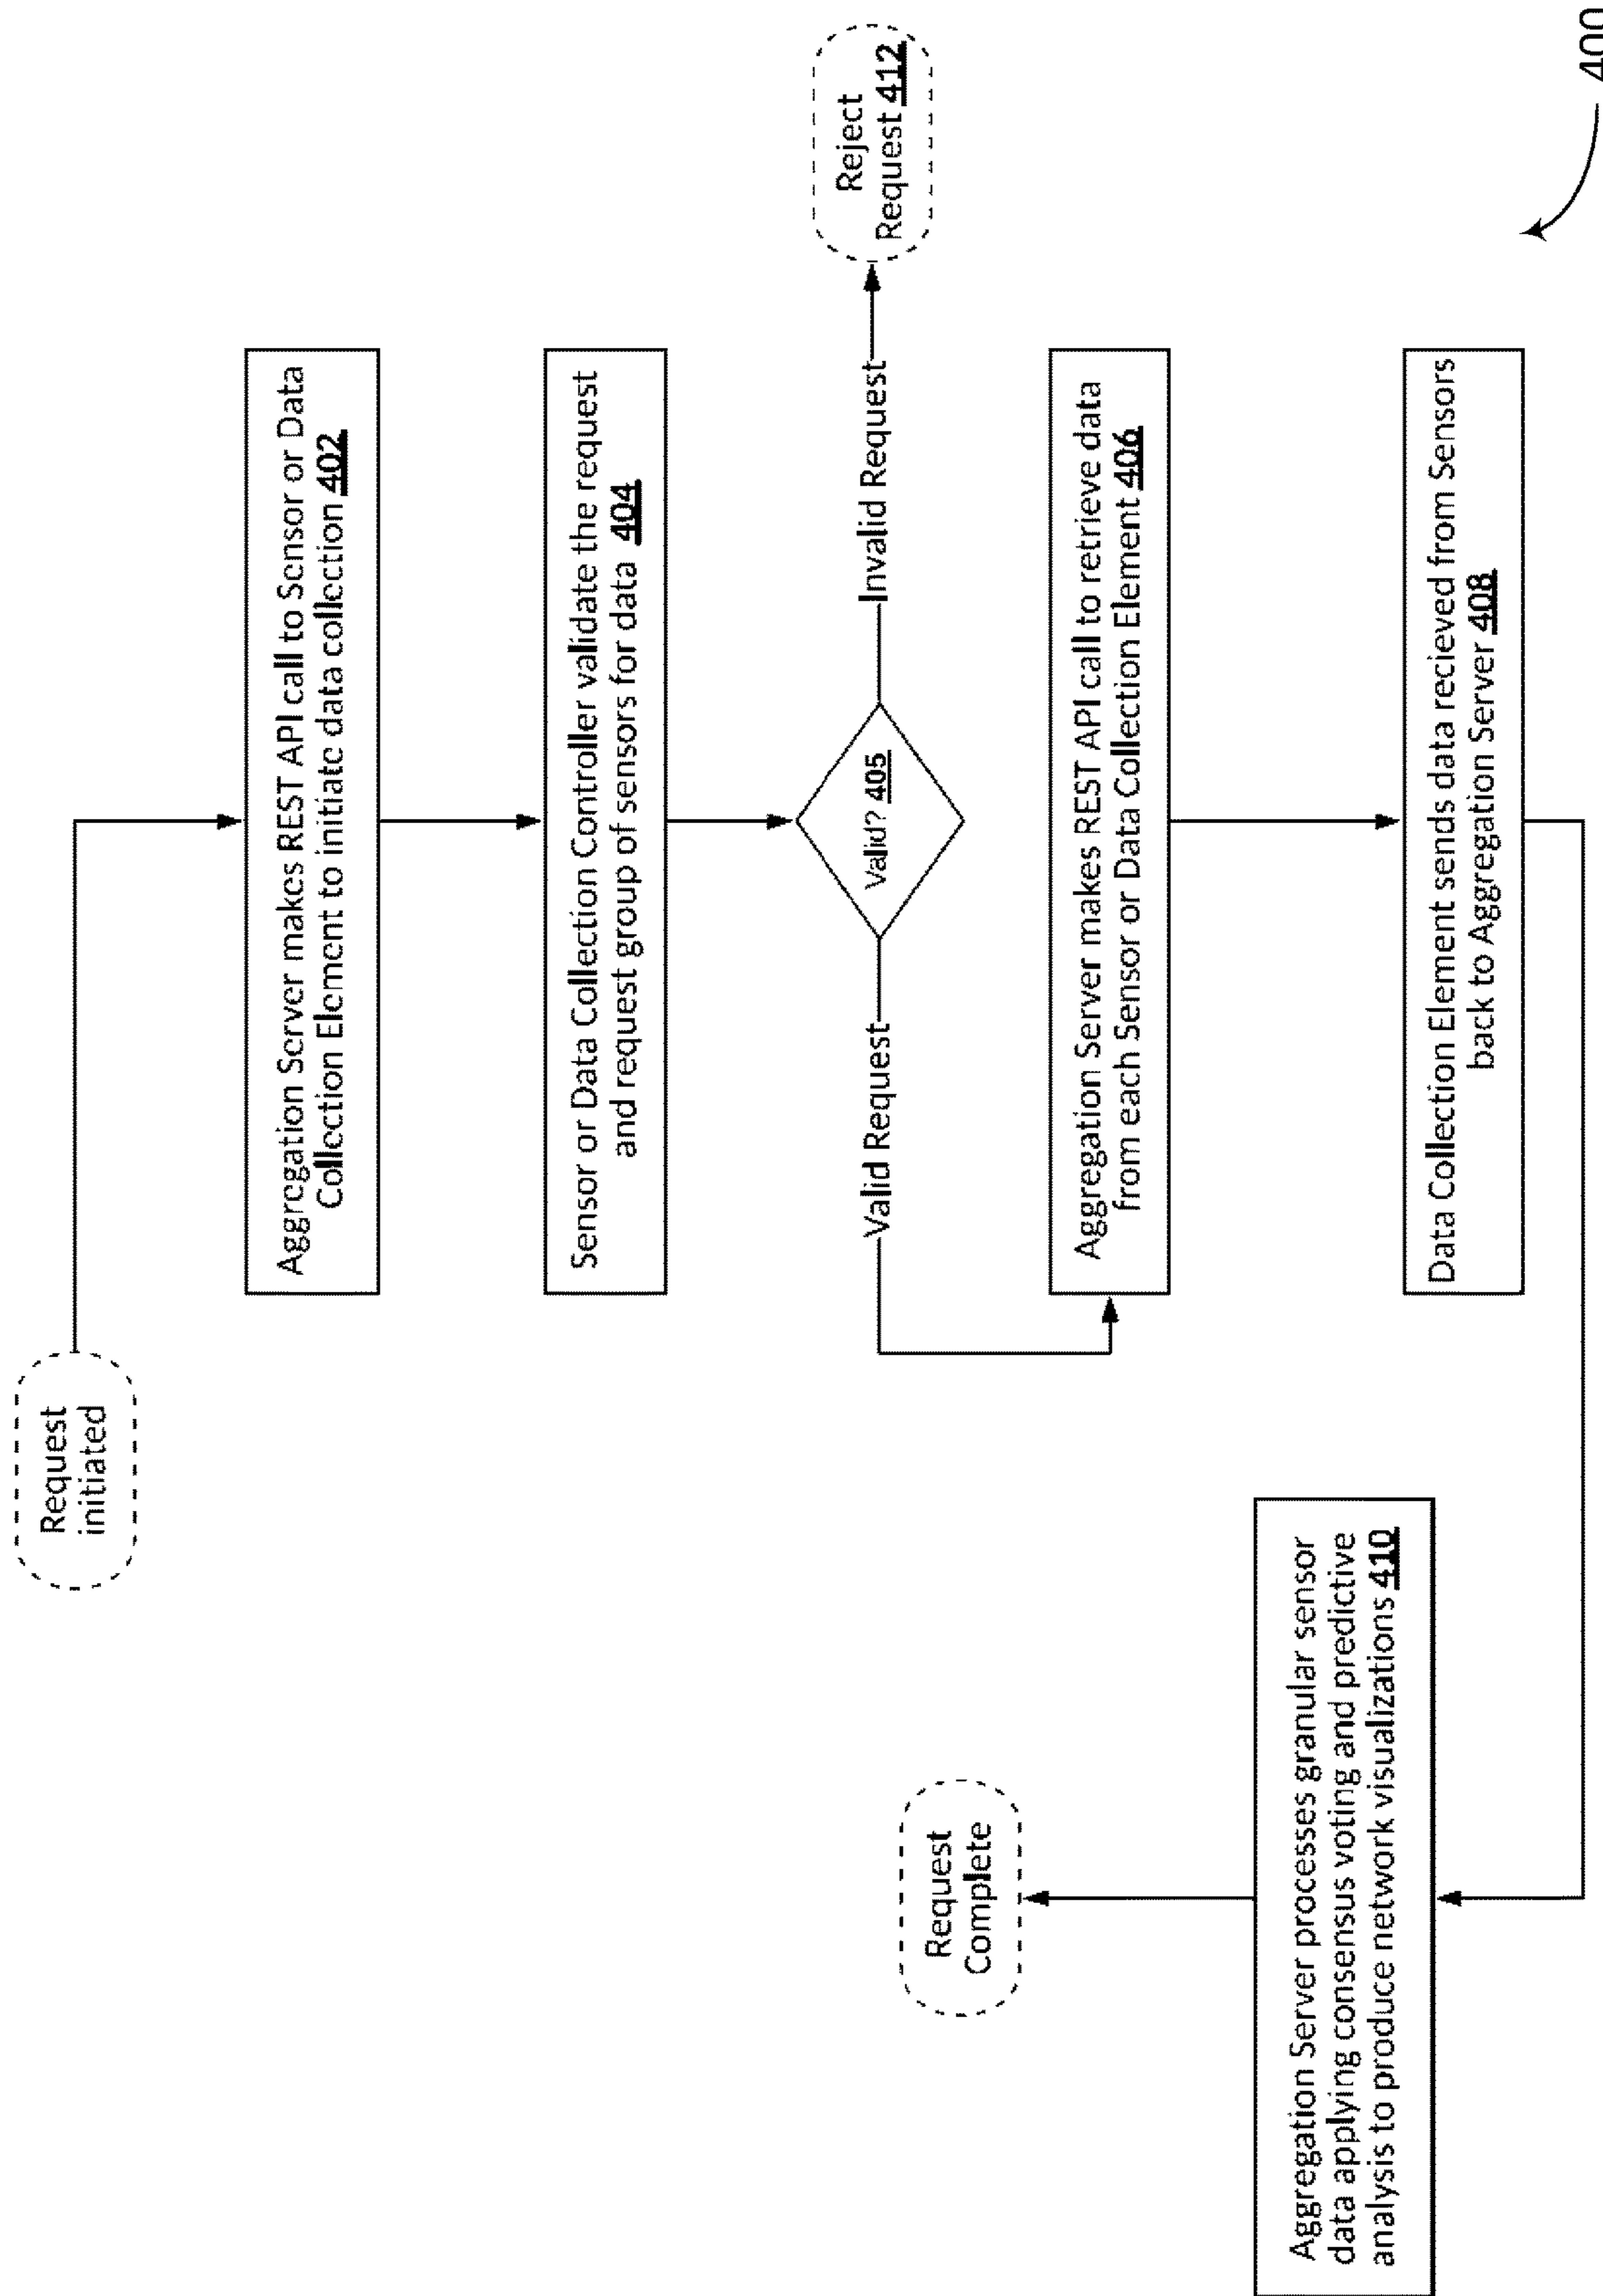 Request
initiated
Aggregation Server makes REST API call to Sensor or Data
Collection Element to initiate data collection 402
Sensor or Data Collection Controller validate the request
and request group of sensors for data 404
Valid? 405
Valid Request
Invalid Request
Reject
Request 412
Aggregation Server makes REST API call to retrieve data
from each Sensor or Data Collection Element 406
Data Collection Element sends data recieved from Sensors
back to Aggregation Server 408
Aggregation Server processes granular sensor
data applying consensus voting and predictive
analysis to produce network visualizations 410
Request
Complete
400